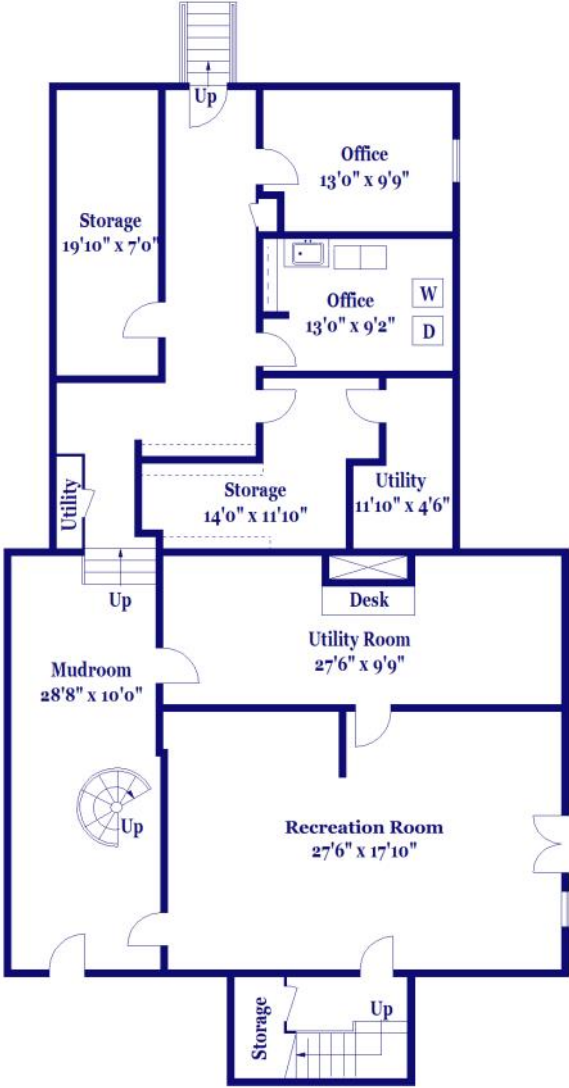 Up
Office
13'0" x 9'9"
Storage
19'10" x 7'0"
Office
13'0" x 9'2"
W
D
Utility
11'10" x 4'6"
Storage
14'0" x 11'10"
Utility
Up
Desk
Utility Room
27'6" x 9'9"
Mudroom
28'8" x 10'0"
Up
Recreation Room
27'6" x 17'10"
Storage
Up